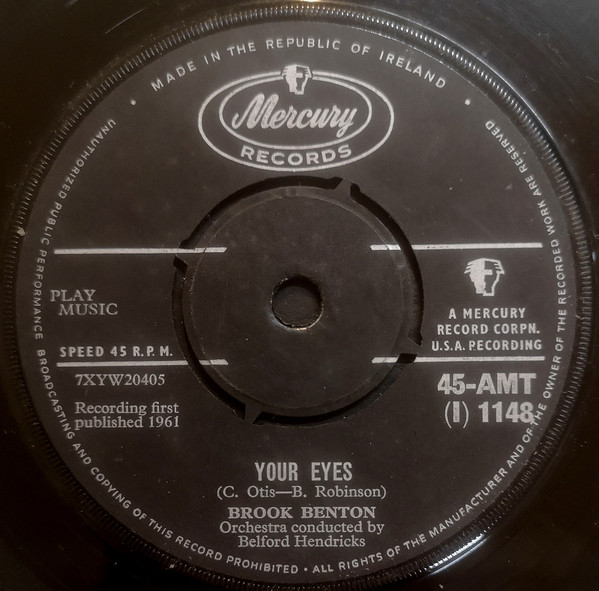 MADE IN THE REPUBLIC OF IRELAND
Mercury
RECORDS
UNAUTHORIZED PUBLIC PERFORMANCE BROADCASTING AND COPYING OF THIS RECORD PROHIBITED • ALL RIGHTS OF THE MANUFACTURER AND OF THE OWNER OF THE RECORDED WORK ARE RESERVED
PLAY
MUSIC
SPEED 45 R.P.M.
7XYW20405
Recording first
published 1961
A MERCURY
RECORD CORPN.
U.S.A. PECORDING
45-AMT
(I) 1148
YOUR EYES
(C. Otis—B. Robinson)
BROOK BENTON
Orchestra conducted by
Belford Hendricks